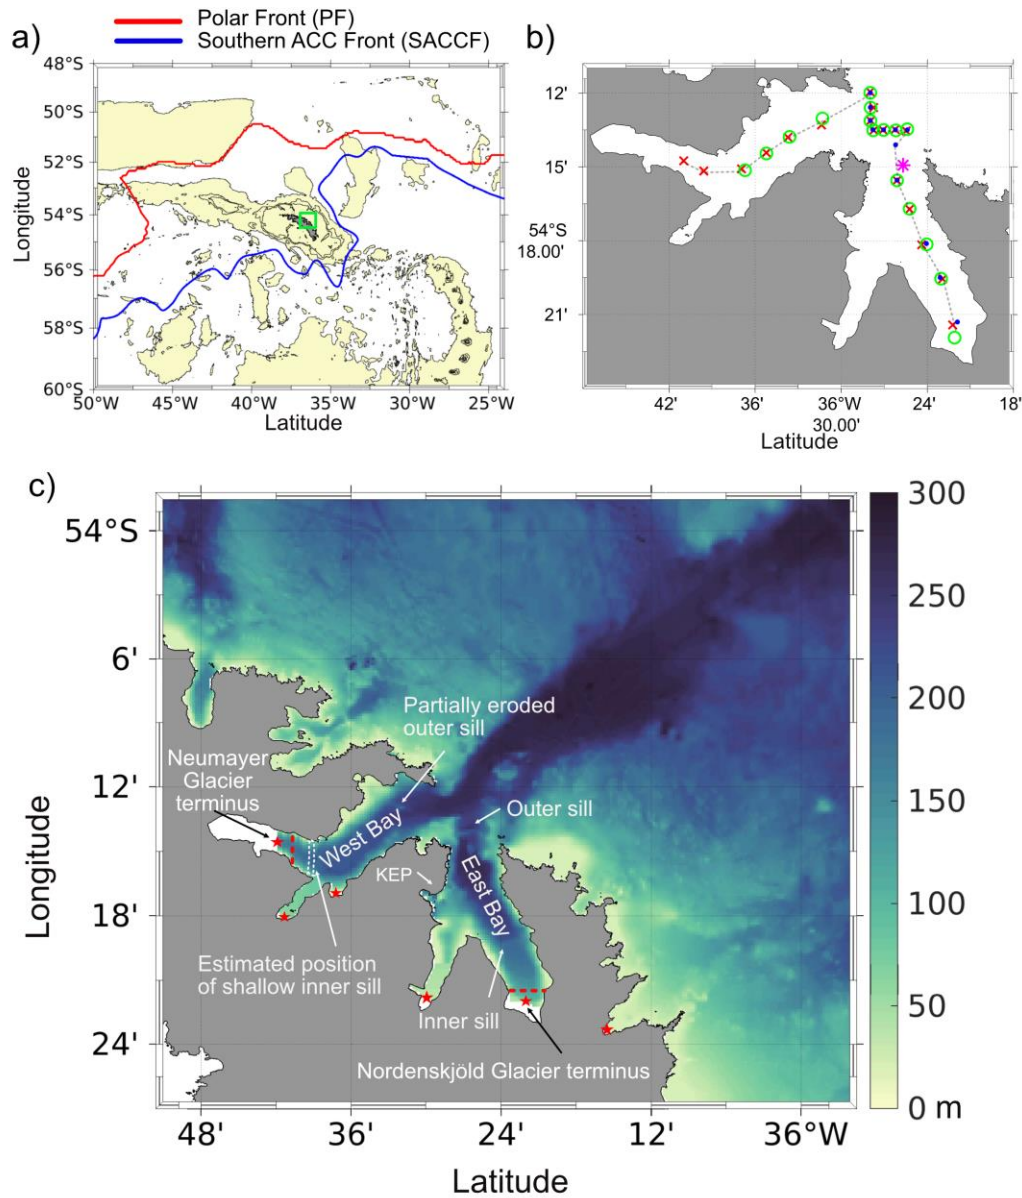 Polar Front (PF)
Southern ACC Front (SACCF)
a)
48°S
50°S
52°S
54°S
56°S
58°S
60°S
Longitude
50°W 45°W 40°W 35°W 30°W 25°W
Latitude
b)
12'
15'
54°S
18.00'
21'
42' 36' 36°W 24' 18'
30.00'
Latitude
c)
54°S
6'
12'
18'
24'
Longitude
Partially eroded
outer sill
Neumayer
Glacier
terminus
West Bay
Outer sill
KEP
East Bay
Estimated position
of shallow inner sill
Inner sill
Nordenskjöld Glacier terminus
48' 36' 24' 12' 36°W
Latitude
300
250
200
150
100
50
0 m